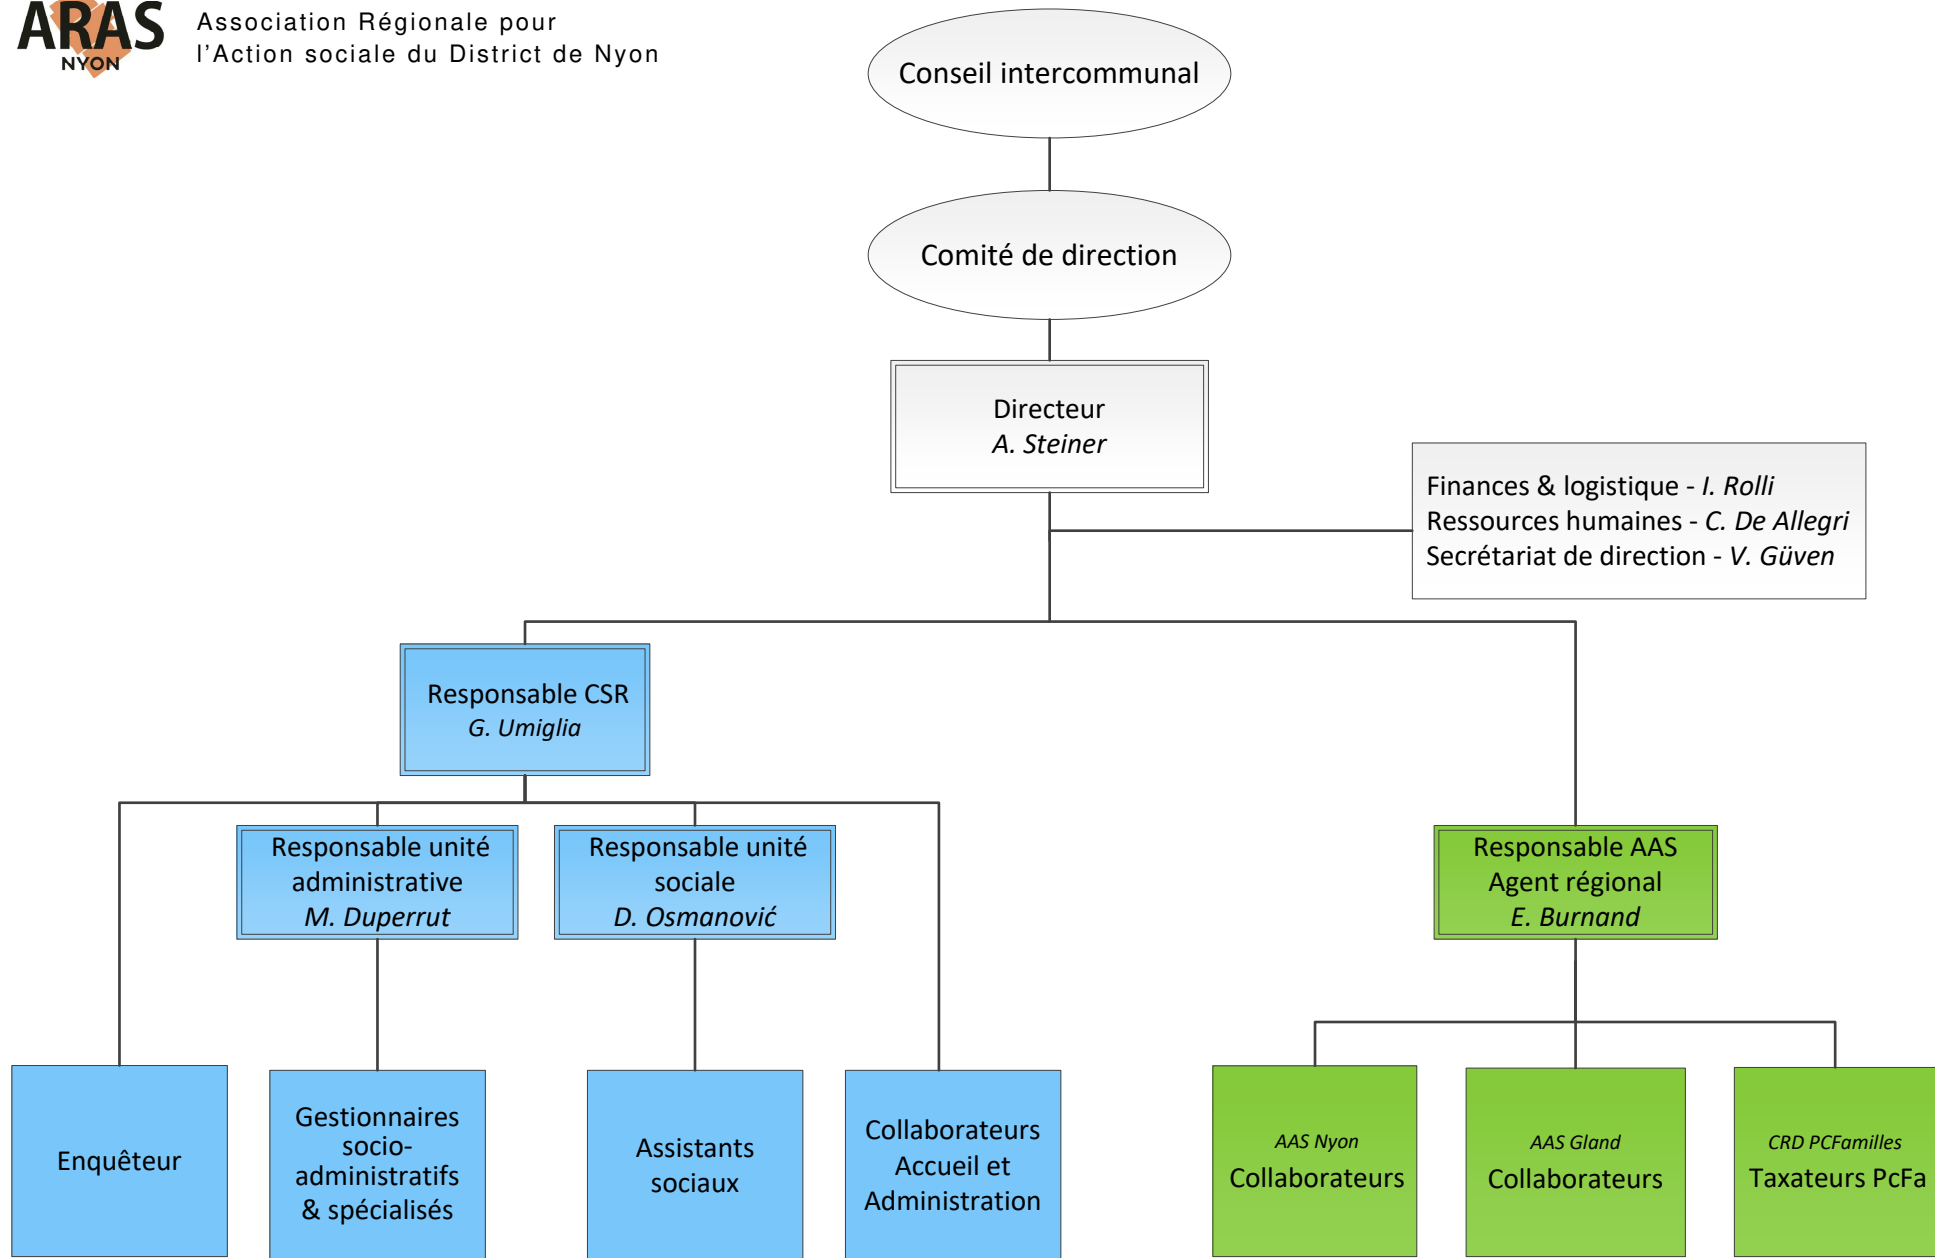 ARAS
NYON
Association Régionale pour
l'Action sociale du District de Nyon
Conseil intercommunal
Comité de direction
Directeur
A. Steiner
Finances & logistique - I. Rolli
Ressources humaines - C. De Allegri
Secrétariat de direction - V. Güven
Responsable CSR
G. Umiglia
Responsable unité
administrative
M. Duperrut
Responsable unité
sociale
D. Osmanović
Responsable AAS
Agent régional
E. Burnand
Enquêteur
Gestionnaires
socio-
administratifs
& spécialisés
Assistants
sociaux
Collaborateurs
Accueil et
Administration
AAS Nyon
Collaborateurs
AAS Gland
Collaborateurs
CRD PCFamilles
Taxateurs PcFa